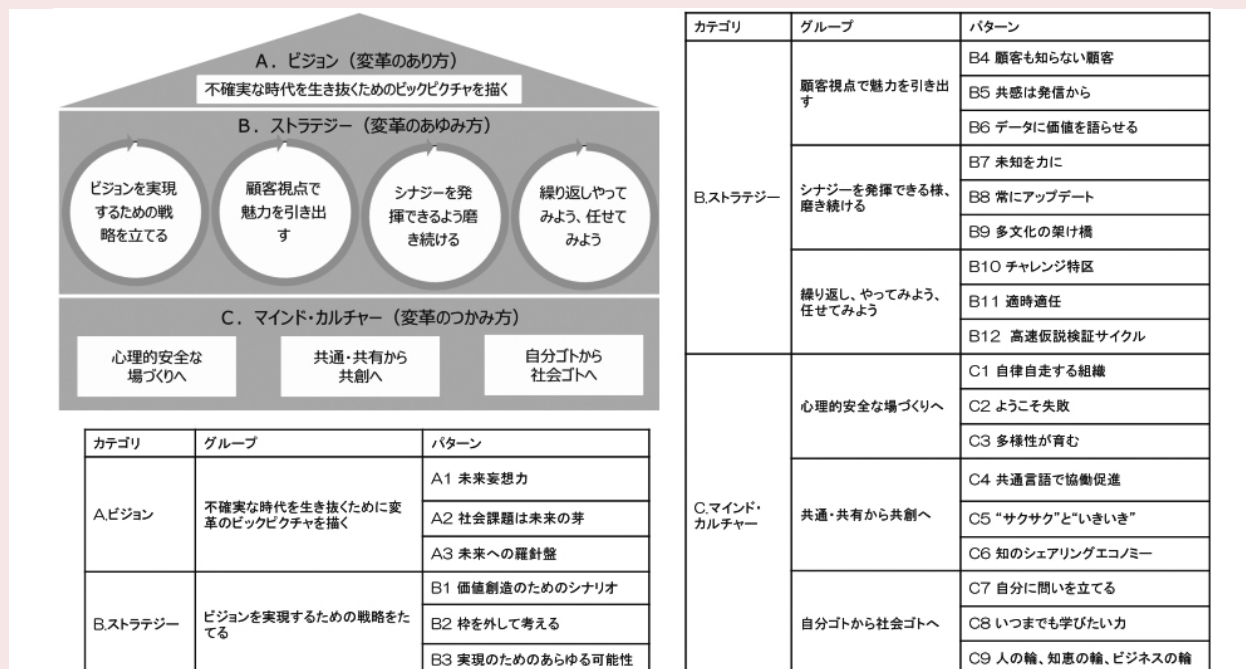 A．ビジョン（変革のあり方）
不確実な時代を生き抜くためのビックピクチャを描く
B．ストラテジー（変革のあゆみ方）
ビジョンを実現
するための戦
略を立てる
顧客視点で
魅力を引き出
す
シナジーを発
揮できるよう磨
き続ける
繰り返しやって
みよう、任せて
みよう
C．マインド・カルチャー（変革のつかみ方）
心理的安全な
場づくりへ
共通・共有から
共創へ
自分ゴトから
社会ゴトへ
カテゴリ
グループ
パターン
A.ビジョン
不確実な時代を生き抜くために変
革のビックピクチャを描く
A1 未来妄想力
A2 社会課題は未来の芽
A3 未来への羅針盤
B.ストラテジー
ビジョンを実現するための戦略をた
てる
B1 価値創造のためのシナリオ
B2 枠を外して考える
B3 実現のためのあらゆる可能性
カテゴリ
グループ
パターン
B.ストラテジー
顧客視点で魅力を引き出
す
B4 顧客も知らない顧客
B5 共感は発信から
B6 データに価値を語らせる
シナジーを発揮できる様、
磨き続ける
B7 未知を力に
B8 常にアップデート
B9 多文化の架け橋
繰り返し、やってみよう、
任せてみよう
B10 チャレンジ特区
B11 適時適任
B12 高速仮説検証サイクル
C.マインド・
カルチャー
心理的安全な場づくりへ
C1 自律自走する組織
C2 ようこそ失敗
C3 多様性が育む
共通・共有から共創へ
C4 共通言語で協働促進
C5 “サクサク”と“いきいき”
C6 知のシェアリングエコノミー
自分ゴトから社会ゴトへ
C7 自分に問いを立てる
C8 いつまでも学びたい力
C9 人の輪、知恵の輪、ビジネスの輪